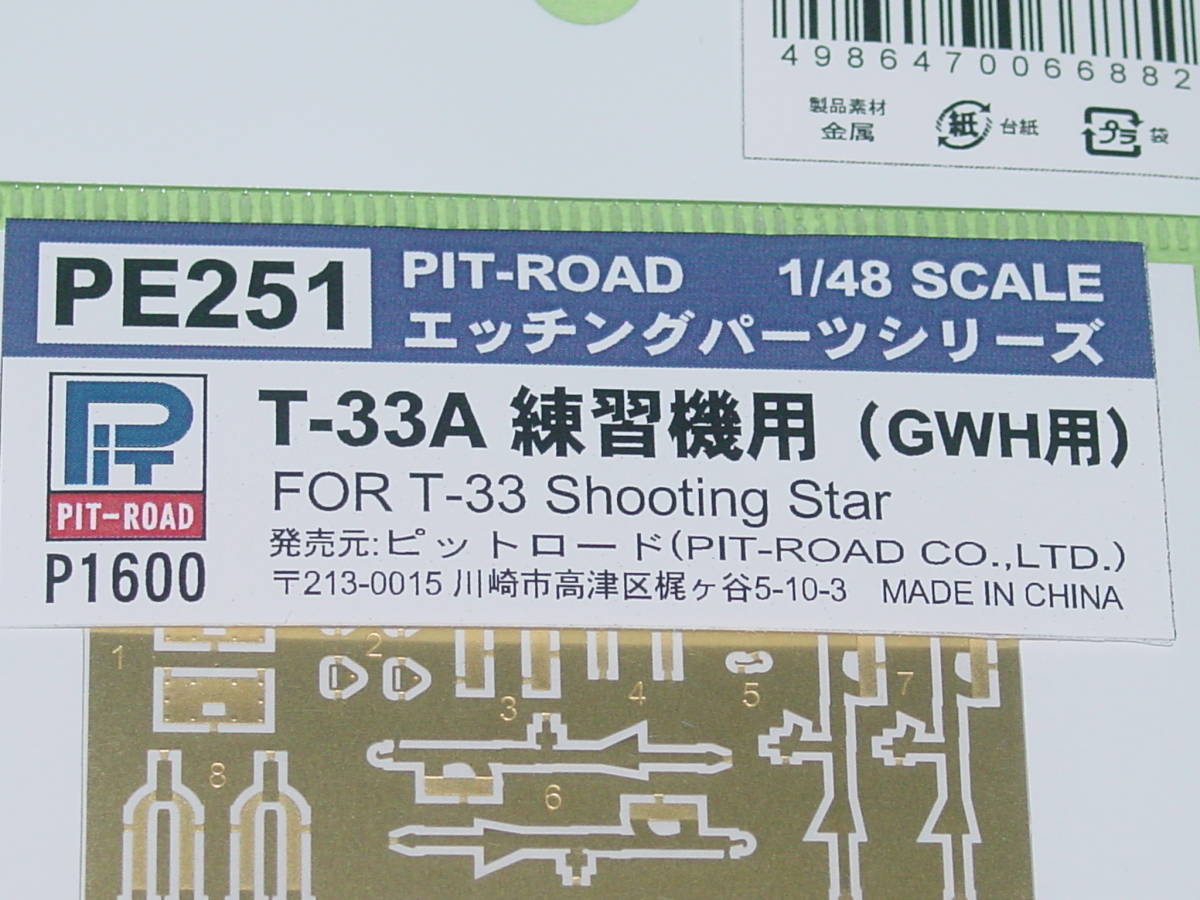 4986470066882
製品素材
金属
紙 台紙
プラ 袋
PE251
PIT-ROAD 1/48 SCALE
エッチングパーツシリーズ
PiT
PIT-ROAD
P1600
T-33A 練習機用（GWH用）
FOR T-33 Shooting Star
発売元:ピットロード(PIT-ROAD CO.,LTD.)
〒213-0015 川崎市高津区梶ヶ谷5-10-3 MADE IN CHINA
1
2
3
4
5
7
8
6